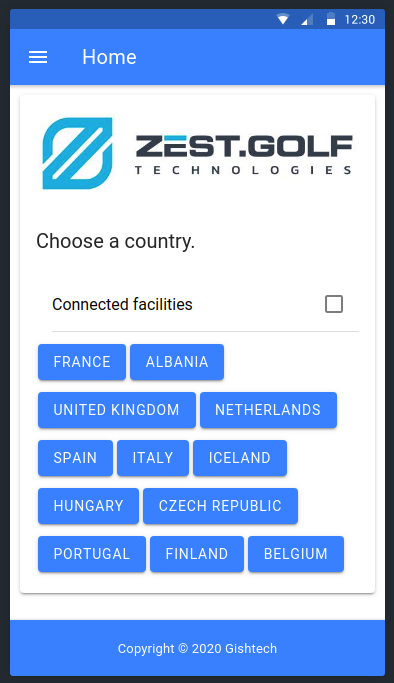 12:30
Home
ZEST.GOLF
TECHNOLOGIES
Choose a country.
Connected facilities
FRANCE ALBANIA
UNITED KINGDOM NETHERLANDS
SPAIN ITALY ICELAND
HUNGARY CZECH REPUBLIC
PORTUGAL FINLAND BELGIUM
Copyright © 2020 Gishtech